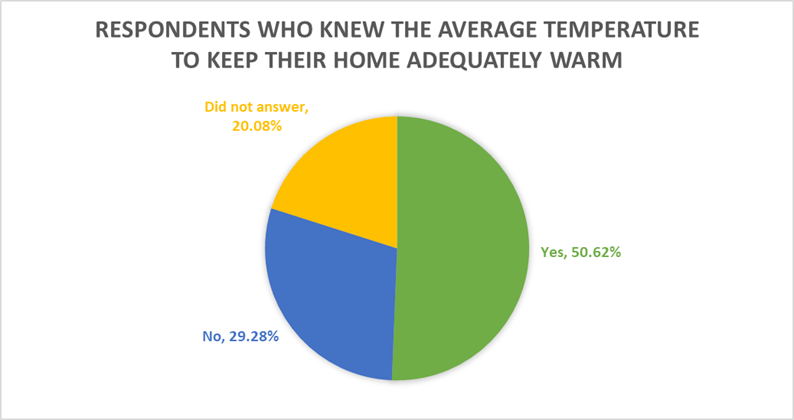 RESPONDENTS WHO KNEW THE AVERAGE TEMPERATURE
TO KEEP THEIR HOME ADEQUATELY WARM
Did not answer,
20.08%
Yes, 50.62%
No, 29.28%